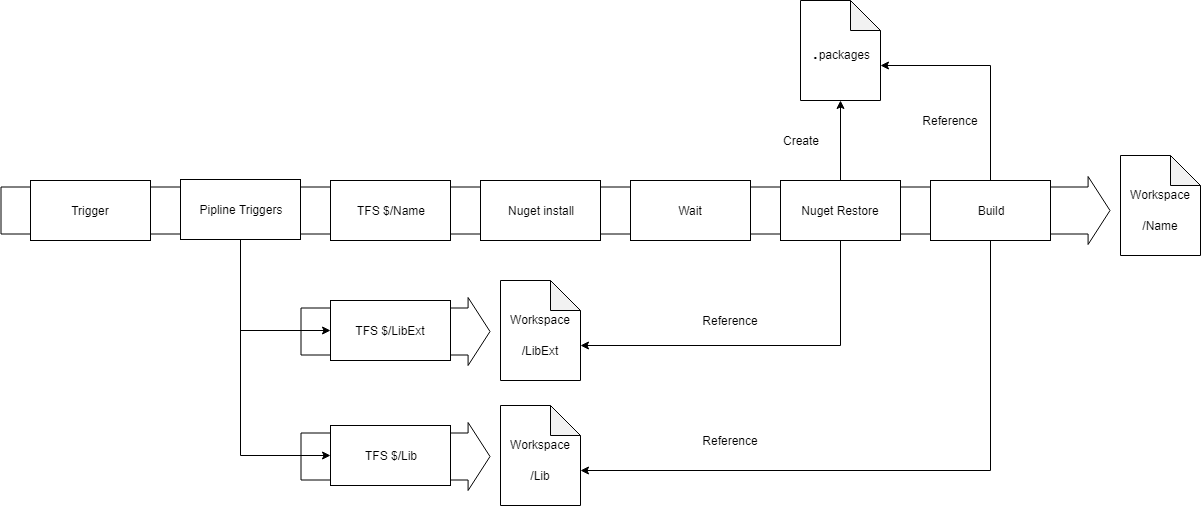 .packages
Reference
Create
Trigger
Pipline Triggers
TFS $/Name
Nuget install
Wait
Nuget Restore
Build
Workspace
/Name
TFS $/LibExt
Workspace
/LibExt
Reference
TFS $/Lib
Workspace
/Lib
Reference